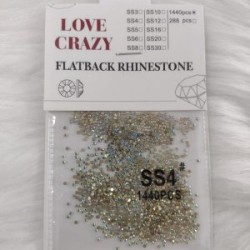 LOVE
CRAZY
SS3 SS10 1440pcs
SS4 SS12 288 pcs
SS5 SS16
SS6 SS20
SS8 SS30
FLATBACK RHINESTONE
SS4
1440PCS